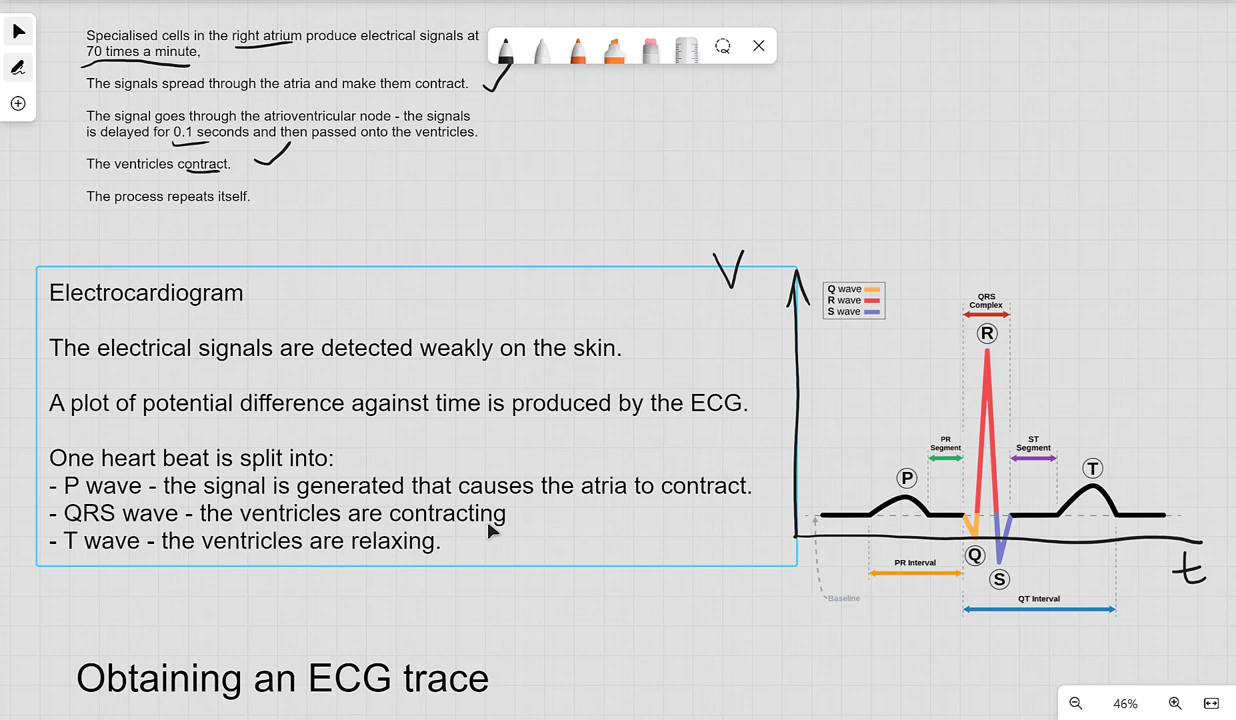 Specialised cells in the right atrium produce electrical signals at
70 times a minute,
The signals spread through the atria and make them contract.
The signal goes through the atrioventricular node - the signals
is delayed for 0.1 seconds and then passed onto the ventricles.
The ventricles contract.
The process repeats itself.
Electrocardiogram
The electrical signals are detected weakly on the skin.
A plot of potential difference against time is produced by the ECG.
One heart beat is split into:
- P wave - the signal is generated that causes the atria to contract.
- QRS wave - the ventricles are contracting
- T wave - the ventricles are relaxing.
V
Q wave
R wave
S wave
QRS
Complex
R
PR
Segment
ST
Segment
P
T
Q
S
PR Interval
QT Interval
Baseline
t
Obtaining an ECG trace
46%